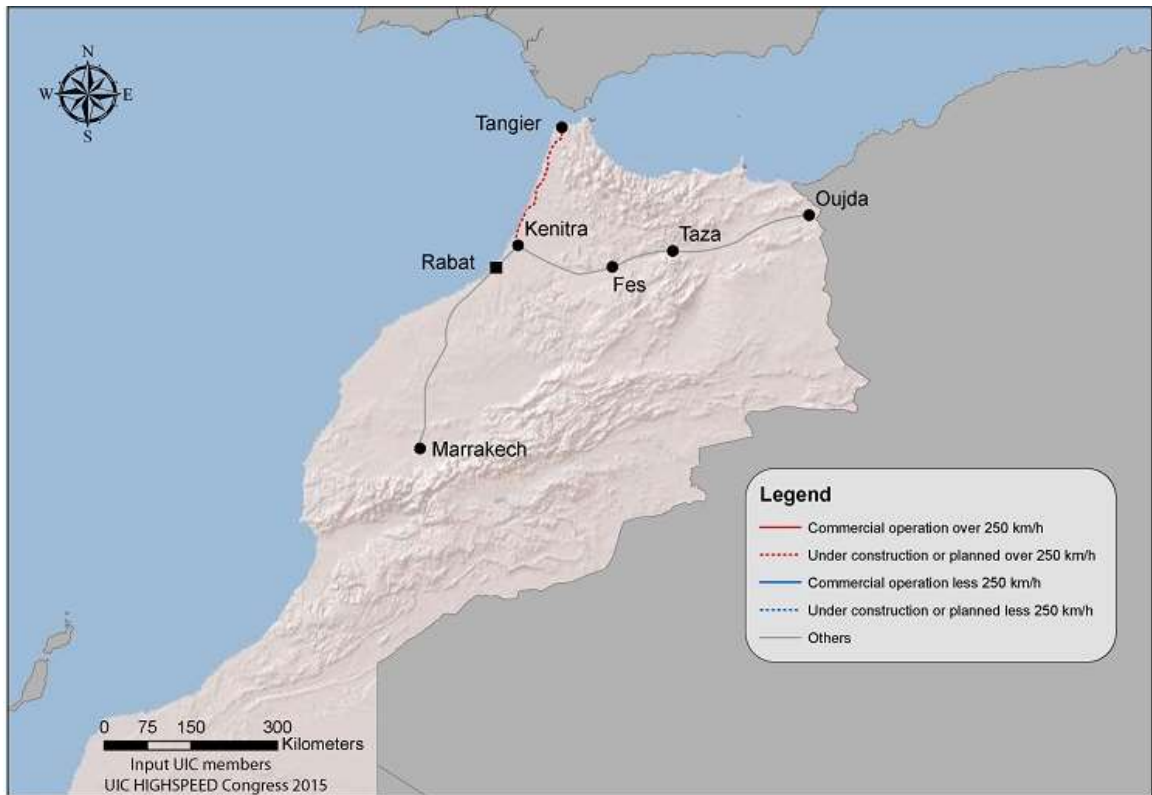 N
W E
S
Tangier
Oujda
Kenitra
Taza
Rabat
Fes
Marrakech
Legend
Commercial operation over 250 km/h
Under construction or planned over 250 km/h
Commercial operation less 250 km/h
Under construction or planned less 250 km/h
Others
0 75 150 300
Kilometers
Input UIC members
UIC HIGHSPEED Congress 2015